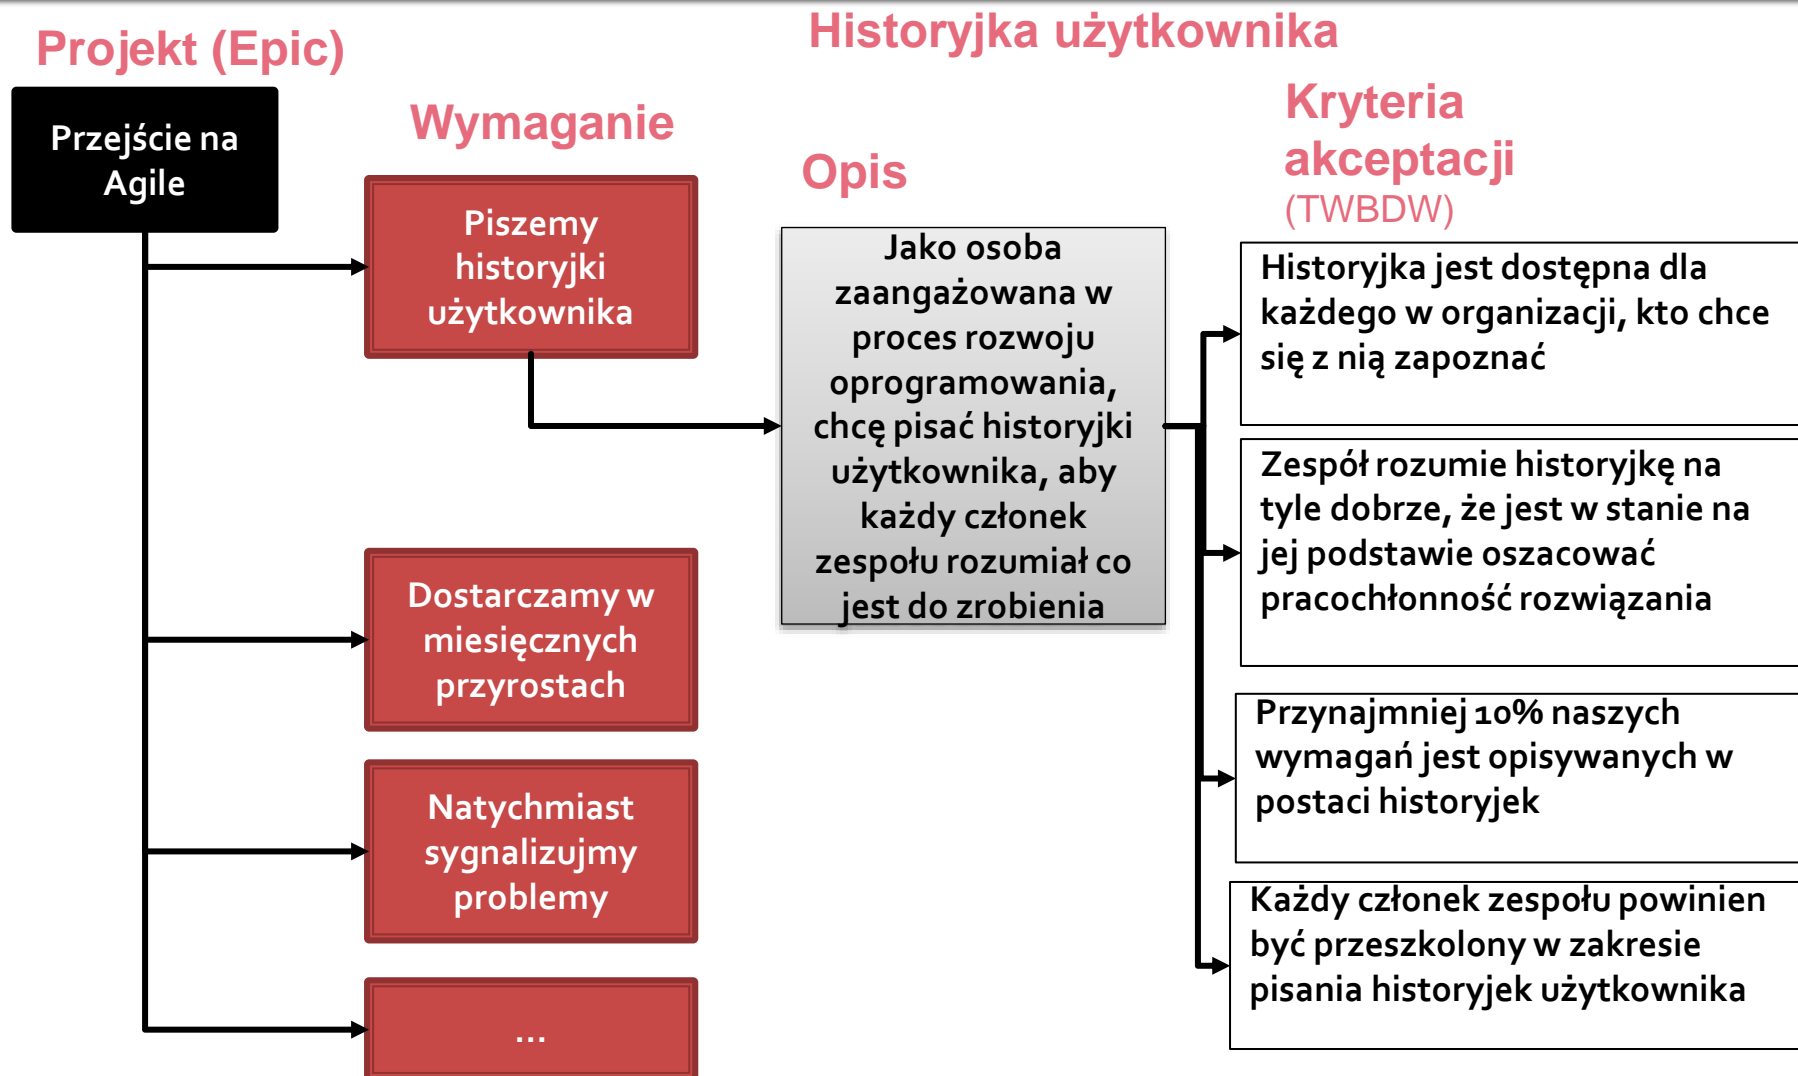 Projekt (Epic)
Historyjka użytkownika
Przejście na
Agile
Wymaganie
Piszemy
historyjki
użytkownika
Dostarczamy w
miesięcznych
przyrostach
Natychmiast
sygnalizujmy
problemy
...
Opis
Jako osoba
zaangażowana w
proces rozwoju
oprogramowania,
chcę pisać historyjki
użytkownika, aby
każdy członek
zespołu rozumiał co
jest do zrobienia
Kryteria
akceptacji
(TWBDW)
Historyjka jest dostępna dla
każdego w organizacji, kto chce
się z nią zapoznać
Zespół rozumie historyjkę na
tyle dobrze, że jest w stanie na
jej podstawie oszacować
pracochłonność rozwiązania
Przynajmniej 10% naszych
wymagań jest opisywanych w
postaci historyjek
Każdy członek zespołu powinien
być przeszkolony w zakresie
pisania historyjek użytkownika